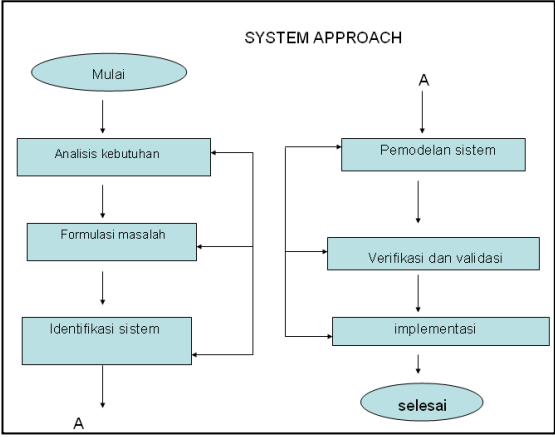 SYSTEM APPROACH
Mulai
Analisis kebutuhan
Formulasi masalah
Identifikasi sistem
A
A
Pemodelan sistem
Verifikasi dan validasi
implementasi
selesai